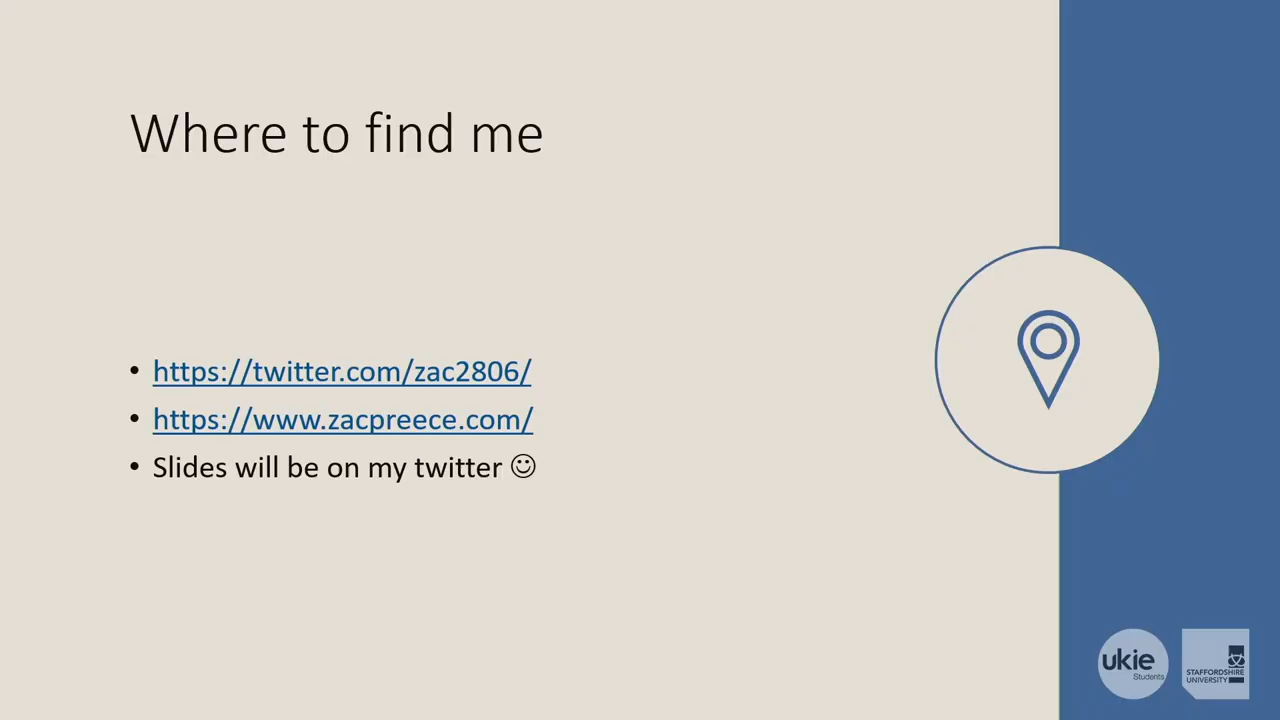 Where to find me
• https://twitter.com/zac2806/
• https://www.zacpreece.com/
• Slides will be on my twitter ☺
ukie
Students
STAFFORDSHIRE
UNIVERSITY